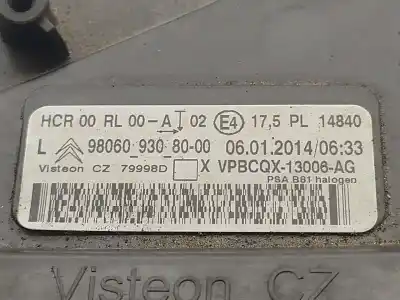 HCR 00 RL 00-A 02 E4 17,5 PL 14840
L 98060 930 80-00 06.01.2014/06:33
Visteon CZ 79998D X VPBCQX-13006-AG
PSA B81 halogen
Visteon CZ